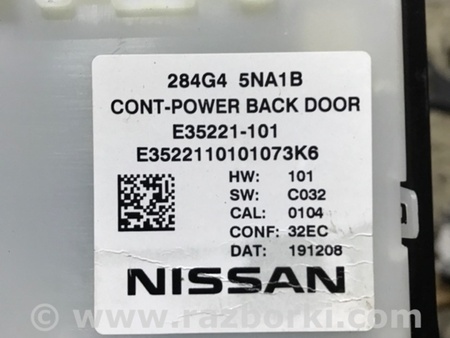 284G4 5NA1B
CONT-POWER BACK DOOR
E35221-101
E3522110101073K6
HW: 101
SW: C032
CAL: 0104
CONF: 32EC
DAT: 191208
NISSAN
© www.razborki.com